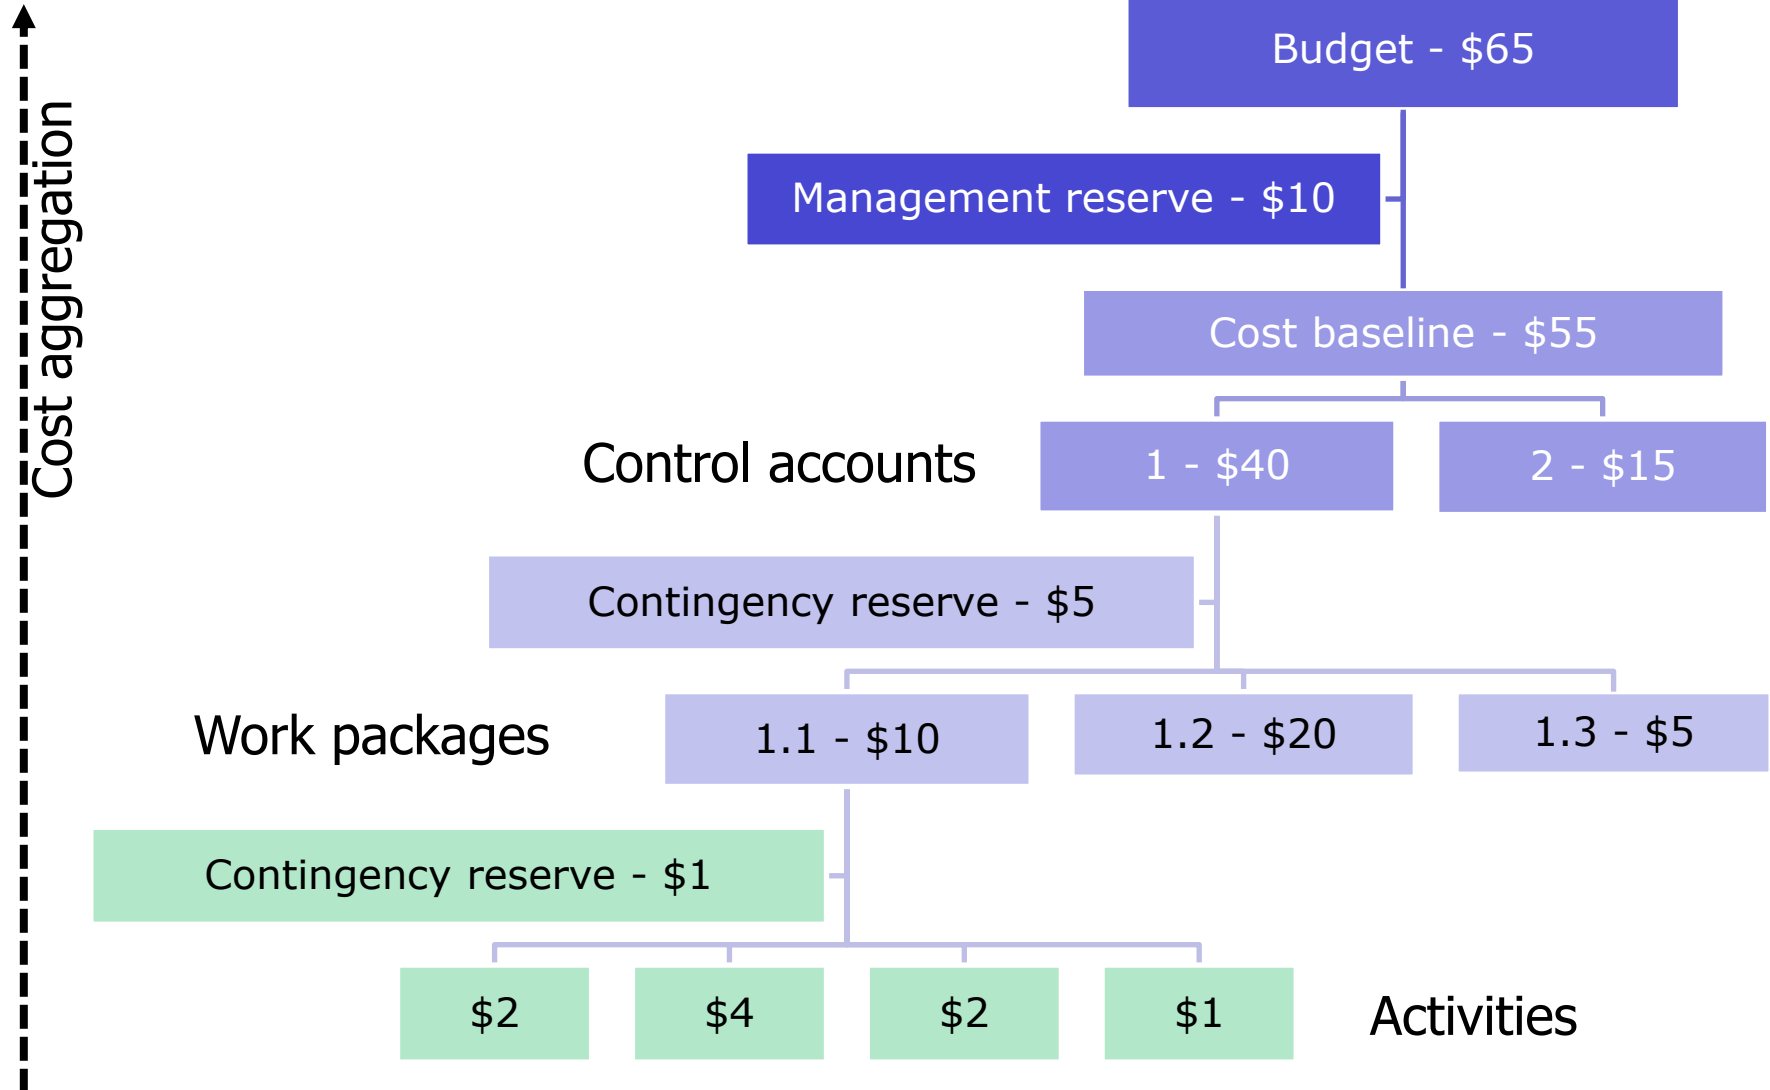 Budget - $65
Management reserve - $10
Cost aggregation
Cost baseline - $55
Control accounts
1 - $40
2 - $15
Contingency reserve - $5
Work packages
1.1 - $10
1.2 - $20
1.3 - $5
Contingency reserve - $1
$2
$4
$2
$1
Activities